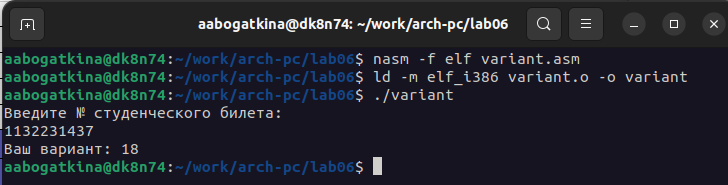 aabogatkina@dk8n74: ~/work/arch-pc/lab06
aabogatkina@dk8n74:~/work/arch-pc/lab06$ nasm -f elf variant.asm
aabogatkina@dk8n74:~/work/arch-pc/lab06$ ld -m elf_i386 variant.o -o variant
aabogatkina@dk8n74:~/work/arch-pc/lab06$ ./variant
Введите № студенческого билета:
1132231437
Ваш вариант: 18
aabogatkina@dk8n74:~/work/arch-pc/lab06$